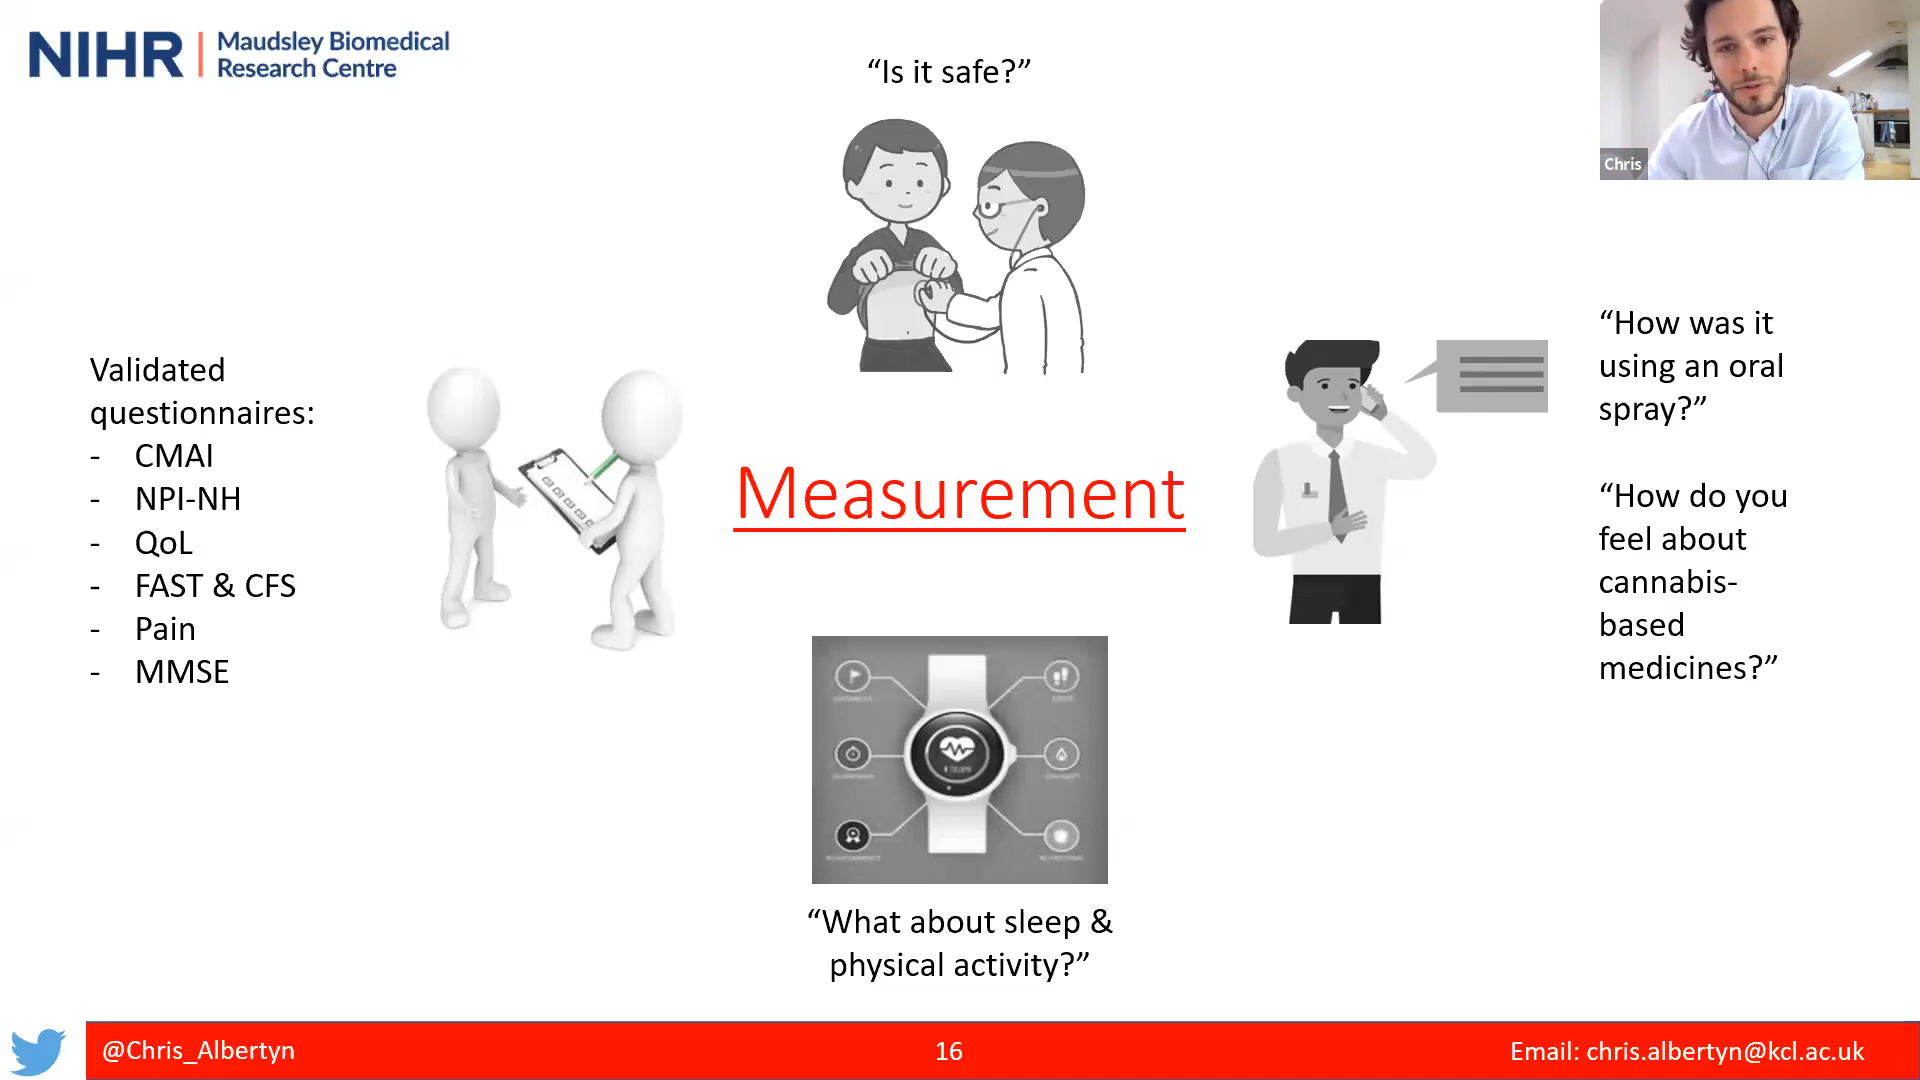 NIHR | Maudsley Biomedical
Research Centre
“Is it safe?”
Chris
Validated
questionnaires:
- CMAI
- NPI-NH
- QoL
- FAST & CFS
- Pain
- MMSE
Measurement
“How was it
using an oral
spray?”
“How do you
feel about
cannabis-
based
medicines?”
“What about sleep &
physical activity?”
@Chris_Albertyn
16
Email: chris.albertyn@kcl.ac.uk